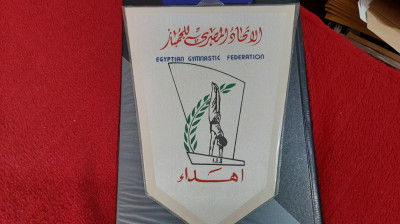 الاتحاد المصري للجمباز
EGYPTIAN GYMNASTIC FEDERATION
اهداء